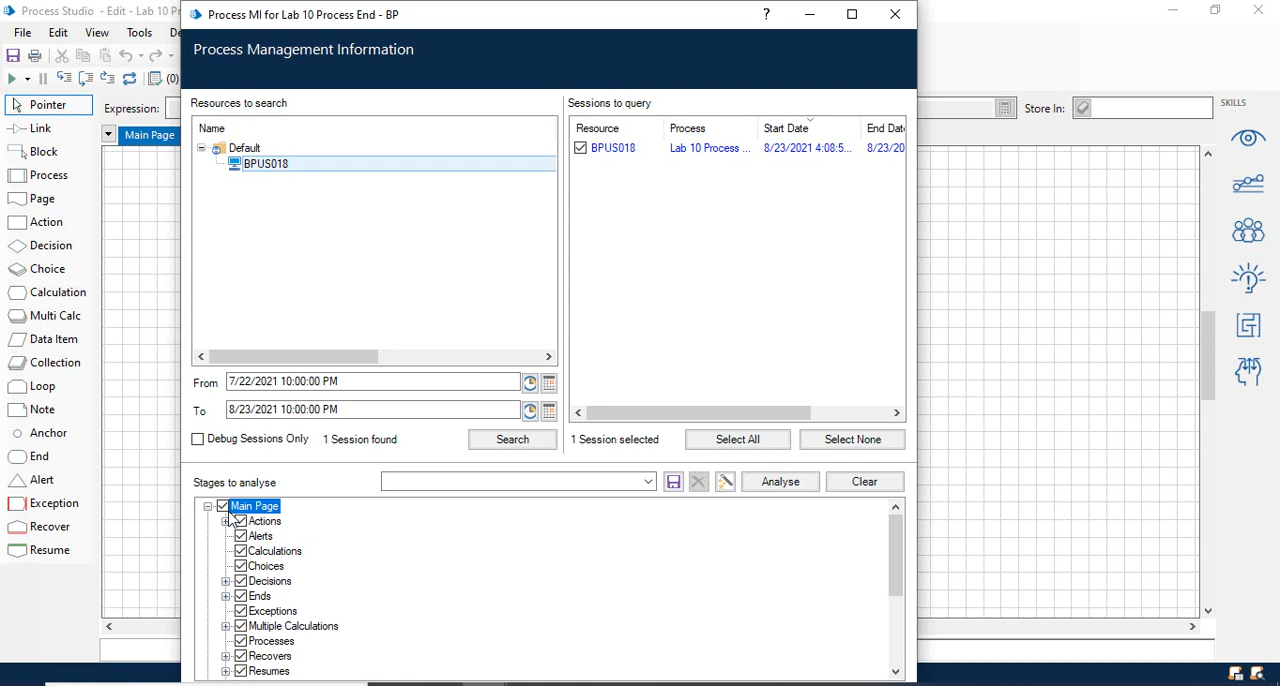 Process Studio - Edit - Lab 10 Pr
Process MI for Lab 10 Process End - BP
?
File Edit View Tools De
Process Management Information
(0)
Pointer
Expression:
Store In:
SKILLS
Resources to search
Sessions to query
Link
Main Page
Name
Resource Process Start Date End Date
Block
Default
BPUS018 Lab 10 Process ... 8/23/2021 4:08:5... 8/23/20
BPUS018
Process
Page
Action
Decision
Choice
Calculation
Multi Calc
Data Item
Collection
Loop
Note
Anchor
End
Alert
Exception
Recover
Resume
From 7/22/2021 10:00:00 PM
To 8/23/2021 10:00:00 PM
Debug Sessions Only 1 Session found Search
1 Session selected Select All Select None
Stages to analyse Analyse Clear
Main Page
Actions
Alerts
Calculations
Choices
Decisions
Ends
Exceptions
Multiple Calculations
Processes
Recovers
Resumes